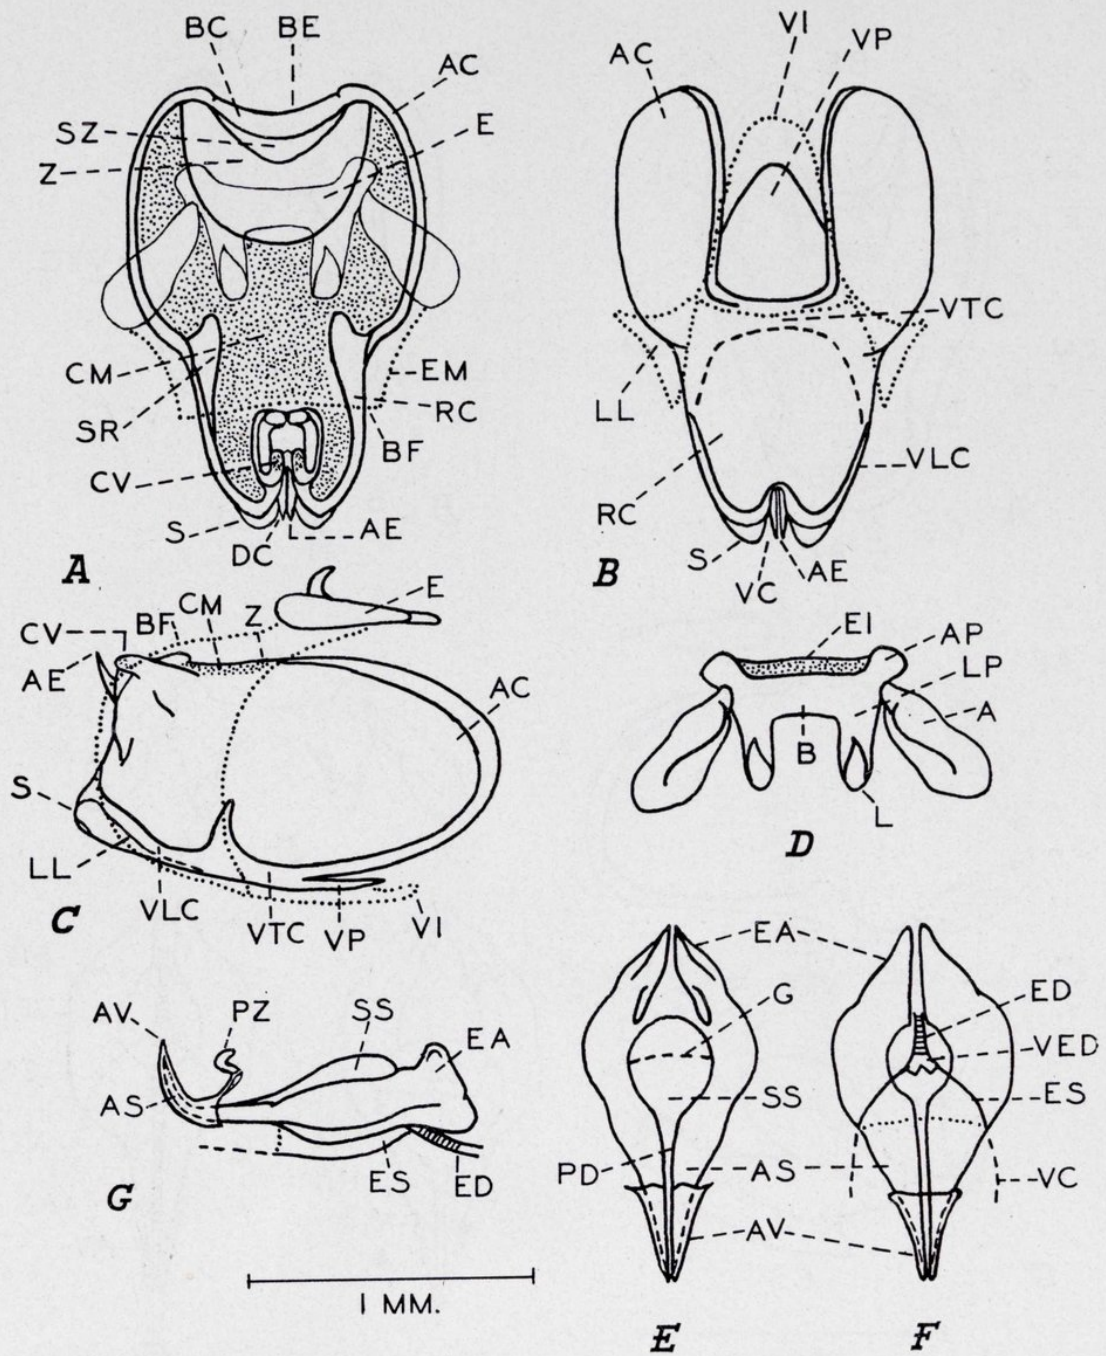 BC BE
AC
SZ E
Z
CM EM
RC
SR BF
CV
S AE
DC
A
VI
AC VP
VTC
LL
VLC
RC
S AE
VC
B
E
CM
CV BF Z
AE AC
S
LL
VLC VTC VP VI
C
EI AP
LP
A
B
L
D
AV PZ SS
EA
AS
ES ED
G
EA
G ED
VED
SS ES
PD AS VC
AV
E F
1 MM.